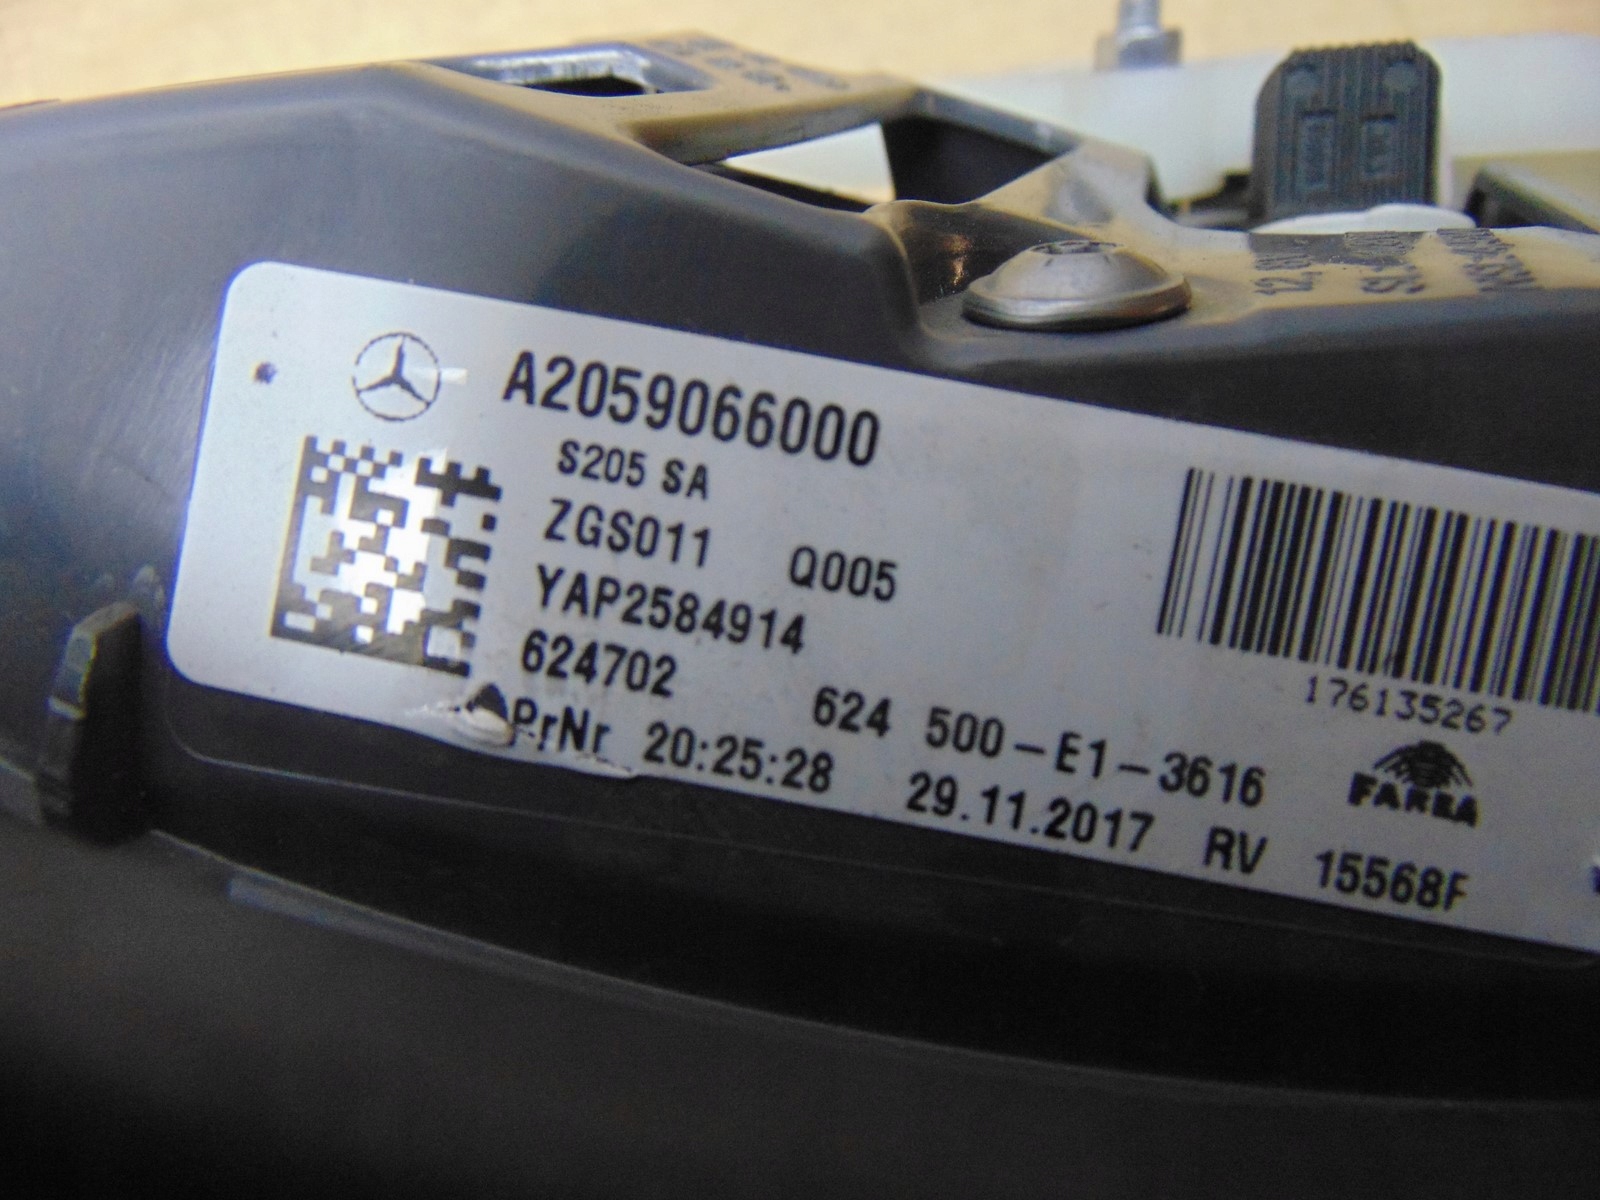 A2059066000
S205 SA
ZGS011 Q005
YAP2584914
624702 624 500-E1-3616
PrNr 20:25:28 29.11.2017 RV 15568F
176135267
FARBA